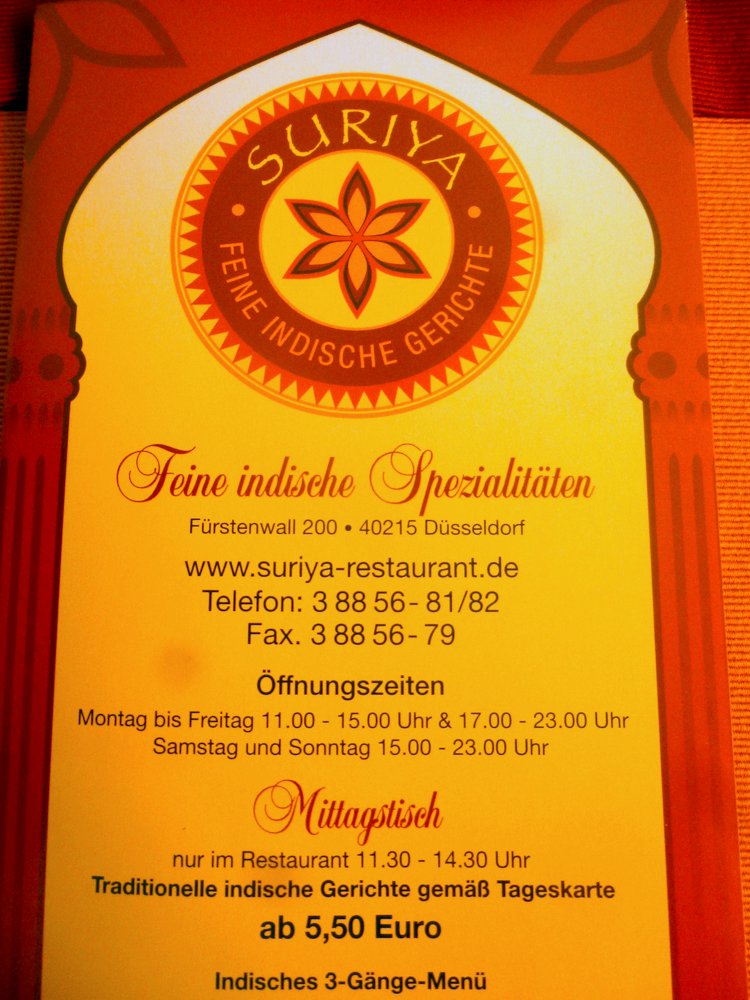 SURIYA
FEINE INDISCHE GERICHTE
Feine indische Spezialitäten
Fürstenwall 200 • 40215 Düsseldorf
www.suriya-restaurant.de
Telefon: 3 88 56 - 81/82
Fax. 3 88 56 - 79
Öffnungszeiten
Montag bis Freitag 11.00 - 15.00 Uhr & 17.00 - 23.00 Uhr
Samstag und Sonntag 15.00 - 23.00 Uhr
Mittagstisch
nur im Restaurant 11.30 - 14.30 Uhr
Traditionelle indische Gerichte gemäß Tageskarte
ab 5,50 Euro
Indisches 3-Gänge-Menü